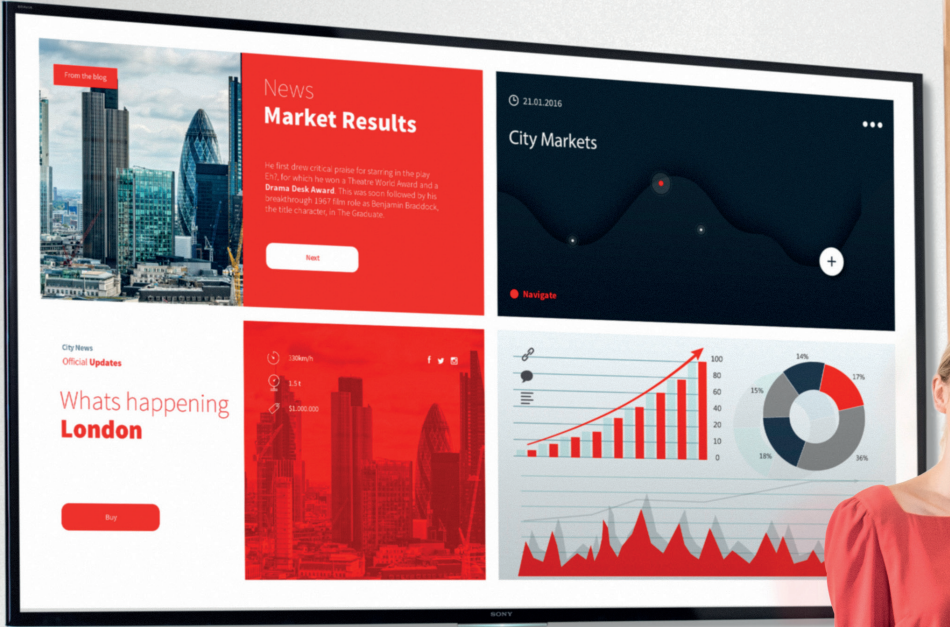 From the blog
News
Market Results
He first drew critical praise for starring in the play
Eh?, for which he won a Theatre World Award and a
Drama Desk Award. This was soon followed by his
breakthrough 1967 film role as Benjamin Braddock,
the title character, in The Graduate.
Next
21.01.2016
City Markets
Navigate
City News
Official Updates
Whats happening
London
Buy
330km/h
1.5 t
$1.000.000
100
80
60
40
20
10
0
14%
17%
15%
18%
36%
SONY